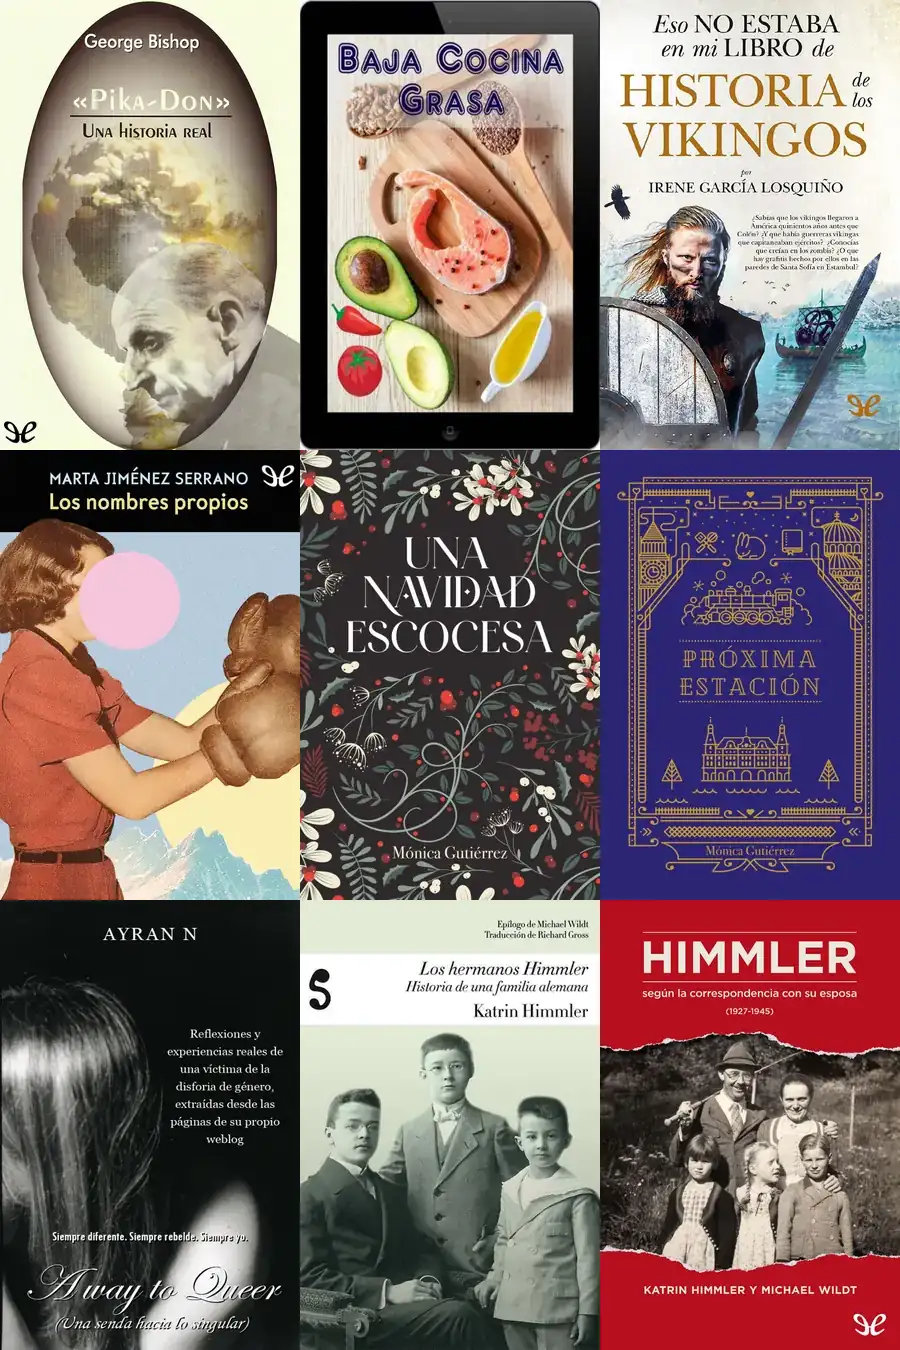 George Bishop
«Pika-Don»
Una historia real
Baja Cocina
Grasa
Eso NO ESTABA
en mi LIBRO de
HISTORIA de
los
VIKINGOS
por
IRENE GARCÍA LOSQUIÑO
¿Sabías que los vikingos llegaron a
América quinientos años antes que
Colón? ¿Y que había guerreras vikingas
que capitaneaban ejércitos? ¿Conocías
que creían en los zombis? ¿O que
hay grafitis hechos por ellos en las
paredes de Santa Sofía en Estambul?
MARTA JIMÉNEZ SERRANO
Los nombres propios
UNA
NAVIDAD
ESCOCESA
Mónica Gutiérrez
PRÓXIMA
ESTACIÓN
Mónica Gutiérrez
AYRAN N
Reflexiones y
experiencias reales de
una víctima de la
disforia de género,
extraídas desde las
páginas de su propio
weblog
Siempre diferente. Siempre rebelde. Siempre yo.
A way to Queer
(Una senda hacia lo singular)
Epílogo de Michael Wildt
Traducción de Richard Gross
Los hermanos Himmler
Historia de una familia alemana
Katrin Himmler
HIMMLER
según la correspondencia con su esposa
(1927-1945)
KATRIN HIMMLER Y MICHAEL WILDT